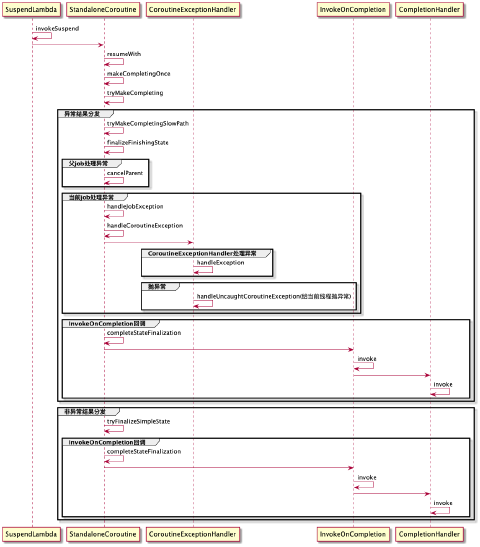 SuspendLambda StandaloneCoroutine CoroutineExceptionHandler InvokeOnCompletion CompletionHandler
invokeSuspend
resumeWith
makeCompletingOnce
tryMakeCompleting
异常结果分发
tryMakeCompletingSlowPath
finalizeFinishingState
父job处理异常
cancelParent
当前job处理异常
handleJobException
handleCoroutineException
CoroutineExceptionHandler处理异常
handleException
抛异常
handleUncaughtCoroutineException(给当前线程抛异常)
InvokeOnCompletion回调
completeStateFinalization
invoke
invoke
非异常结果分发
tryFinalizeSimpleState
InvokeOnCompletion回调
completeStateFinalization
invoke
invoke
SuspendLambda StandaloneCoroutine CoroutineExceptionHandler InvokeOnCompletion CompletionHandler